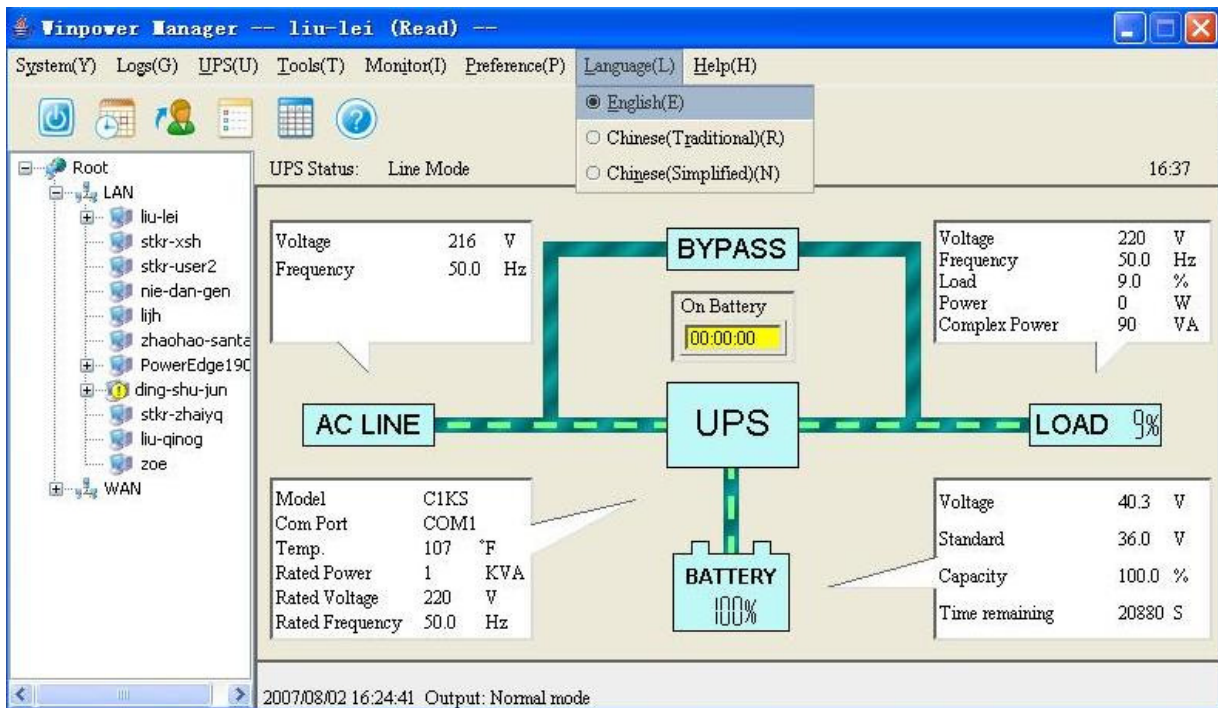 Winpower Manager -- liu-lei (Read) --
System(Y) Logs(G) UPS(U) Tools(T) Monitor(I) Preference(P) Language(L) Help(H)
English(E)
Chinese(Traditional)(R)
Chinese(Simplified)(N)
Root
LAN
liu-lei
stkr-xsh
stkr-user2
nie-dan-gen
lijh
zhaohao-santa
PowerEdge190
ding-shu-jun
stkr-zhaiyq
liu-qinog
zoe
WAN
UPS Status: Line Mode
16:37
Voltage 216 V
Frequency 50.0 Hz
BYPASS
On Battery
00:00:00
Voltage 220 V
Frequency 50.0 Hz
Load 9.0 %
Power 0 W
Complex Power 90 VA
AC LINE
UPS
LOAD 9%
Model C1KS
Com Port COM1
Temp. 107 °F
Rated Power 1 KVA
Rated Voltage 220 V
Rated Frequency 50.0 Hz
BATTERY
100%
Voltage 40.3 V
Standard 36.0 V
Capacity 100.0 %
Time remaining 20880 S
2007/08/02 16:24:41 Output: Normal mode